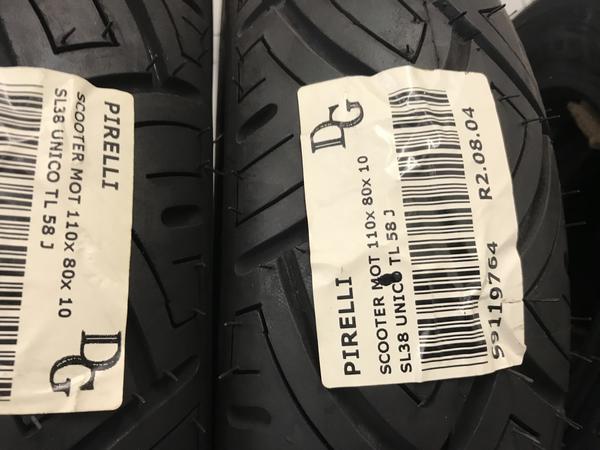 PIRELLI
SCOOTER MOT 110x 80x 10
SL38 UNICO TL 58 J
DG
PIRELLI
SCOOTER MOT 110x 80x 10
SL38 UNICO TL 58 J
DG
S9119764 R2.08.04